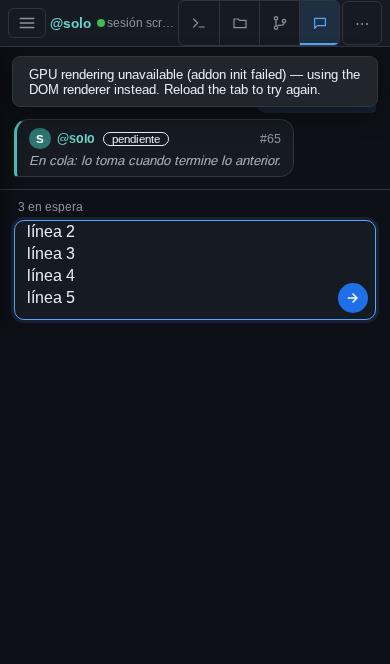 @solo sesión scr...
GPU rendering unavailable (addon init failed) — using the
DOM renderer instead. Reload the tab to try again.
S @solo pendiente #65
En cola: lo toma cuando termine lo anterior.
3 en espera
línea 2
línea 3
línea 4
línea 5